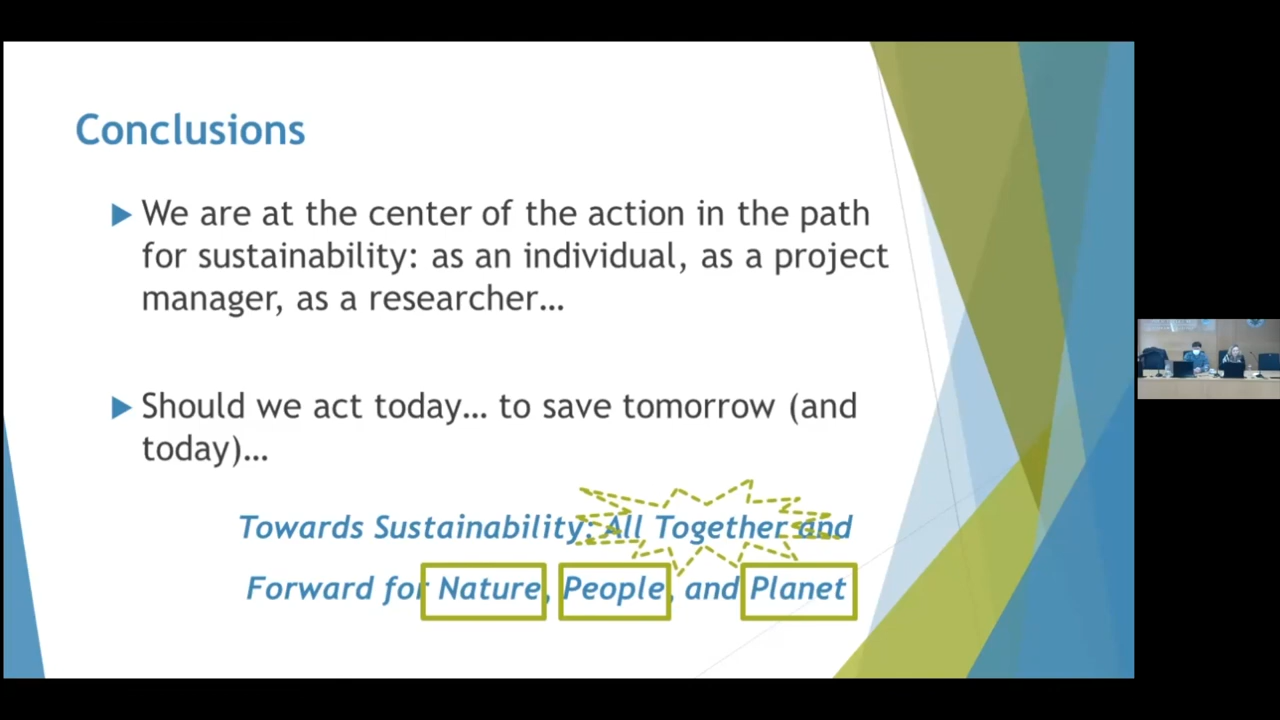 Conclusions
We are at the center of the action in the path
for sustainability: as an individual, as a project
manager, as a researcher...
Should we act today... to save tomorrow (and
today)...
Towards Sustainability: All Together and
Forward for Nature, People, and Planet